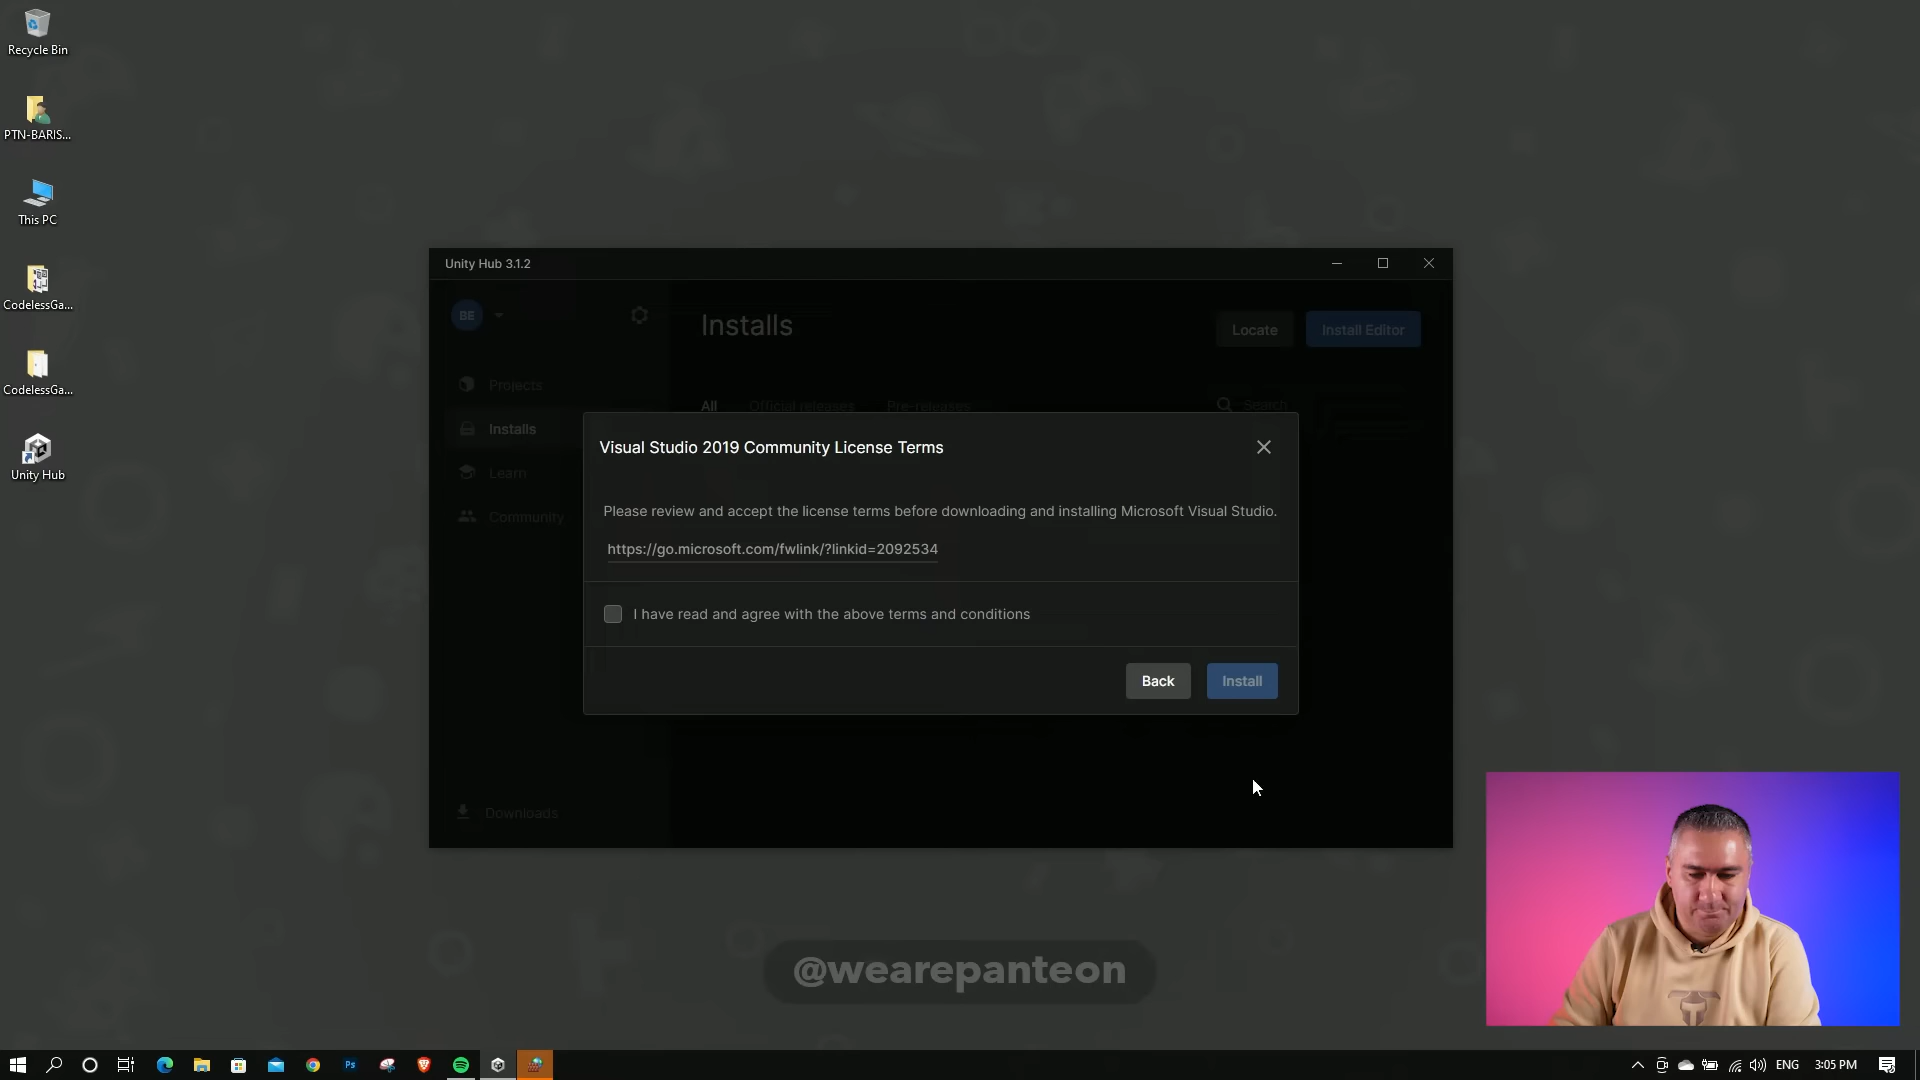 Recycle Bin
PTN-BARIS...
This PC
CodelessGa...
CodelessGa...
Unity Hub
Unity Hub 3.1.2
BE
Installs
Locate
Install Editor
Projects
Installs
Learn
Community
Downloads
All
Official releases
Pre-releases
Search
Visual Studio 2019 Community License Terms
Please review and accept the license terms before downloading and installing Microsoft Visual Studio.
https://go.microsoft.com/fwlink/?linkid=2092534
I have read and agree with the above terms and conditions
Back
Install
@wearepanteon
Ps
ENG
3:05 PM